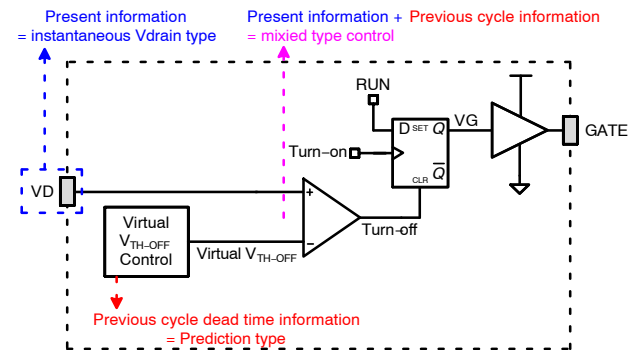 Present information
= instantaneous Vdrain type
Present information + Previous cycle information
= mixied type control
RUN
D SET Q
VG
GATE
Turn-on
Q
CLR
VD
+
Virtual
VTH-OFF
Control
−
Turn-off
Virtual VTH-OFF
Previous cycle dead time information
= Prediction type